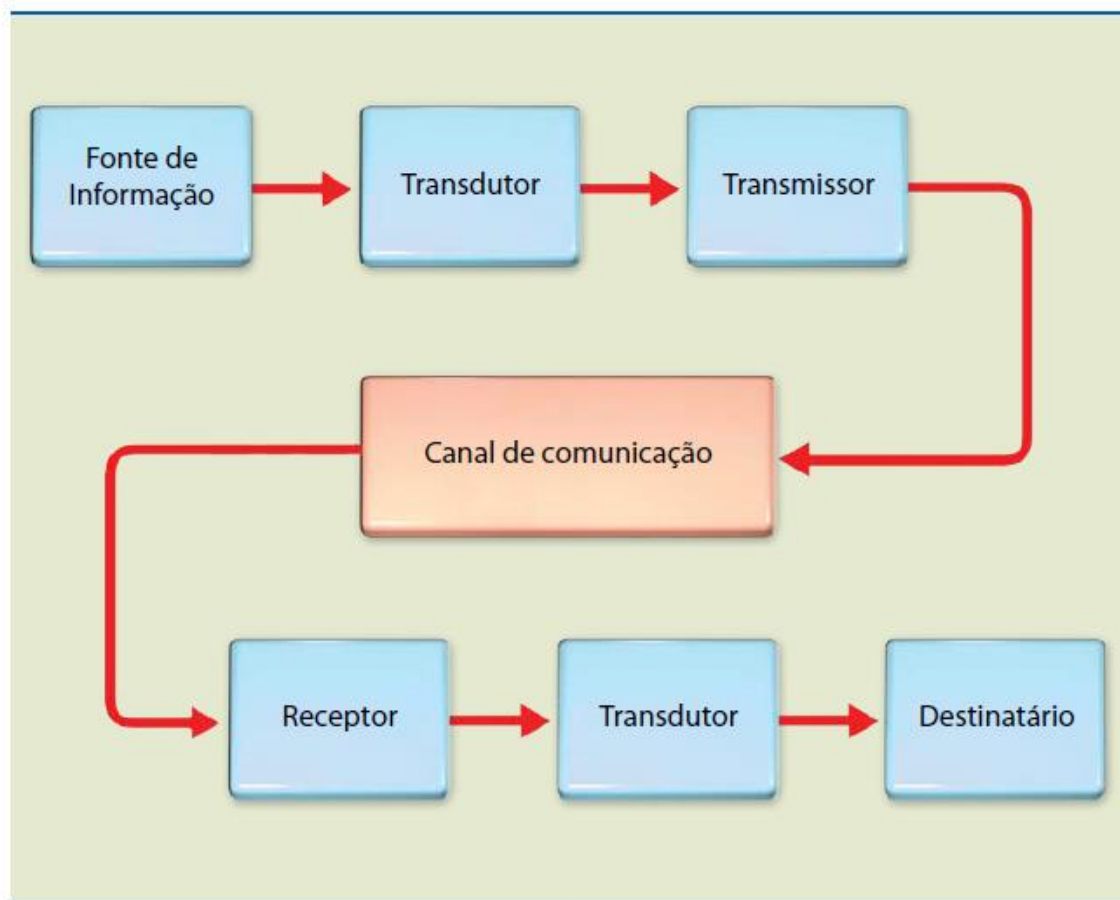 Fonte de
Informação
Transdutor
Transmissor
Canal de comunicação
Receptor
Transdutor
Destinatário